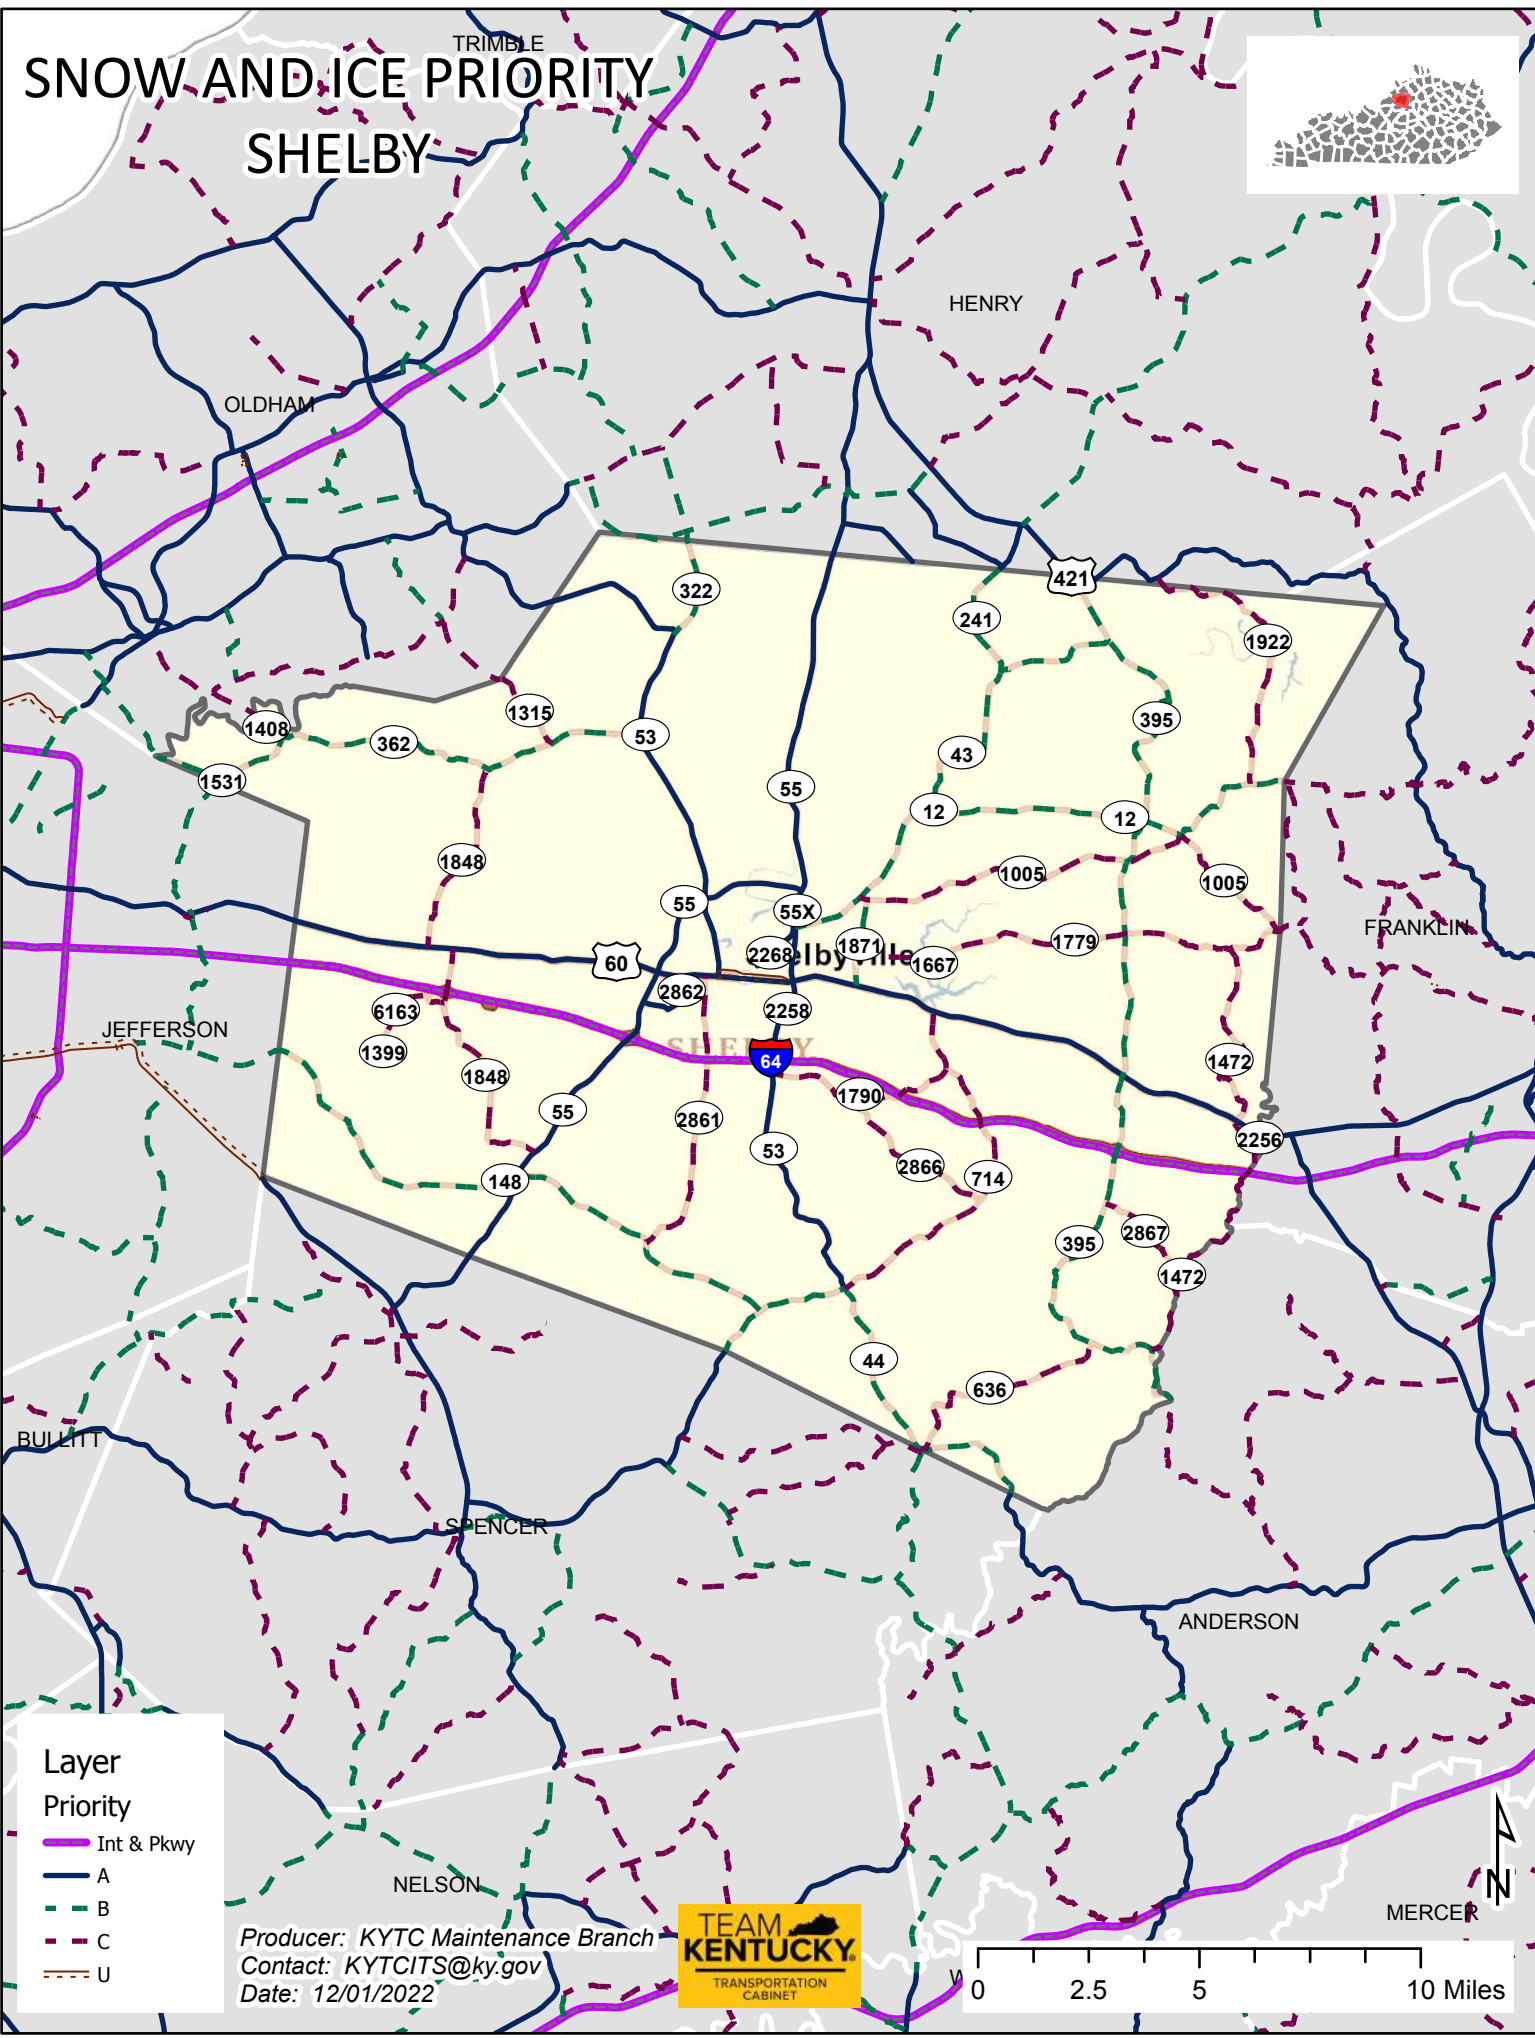 SNOW AND ICE PRIORITY
SHELBY
TRIMBLE
HENRY
OLDHAM
421
322
241
1922
1315
1408
362
53
395
43
1531
55
12
12
1848
1005
1005
55
55X
FRANKLIN
2268
1871
1779
60
1667
2862
6163
2258
JEFFERSON
SHELBY
64
1399
1472
1848
1790
55
2861
2256
53
2866
714
148
2867
395
1472
44
636
BULLITT
SPENCER
ANDERSON
Layer
Priority
Int & Pkwy
A
B
C
U
NELSON
MERCER
N
Producer: KYTC Maintenance Branch
Contact: KYTCITS@ky.gov
Date: 12/01/2022
TEAM
KENTUCKY
TRANSPORTATION
CABINET
0 2.5 5 10 Miles